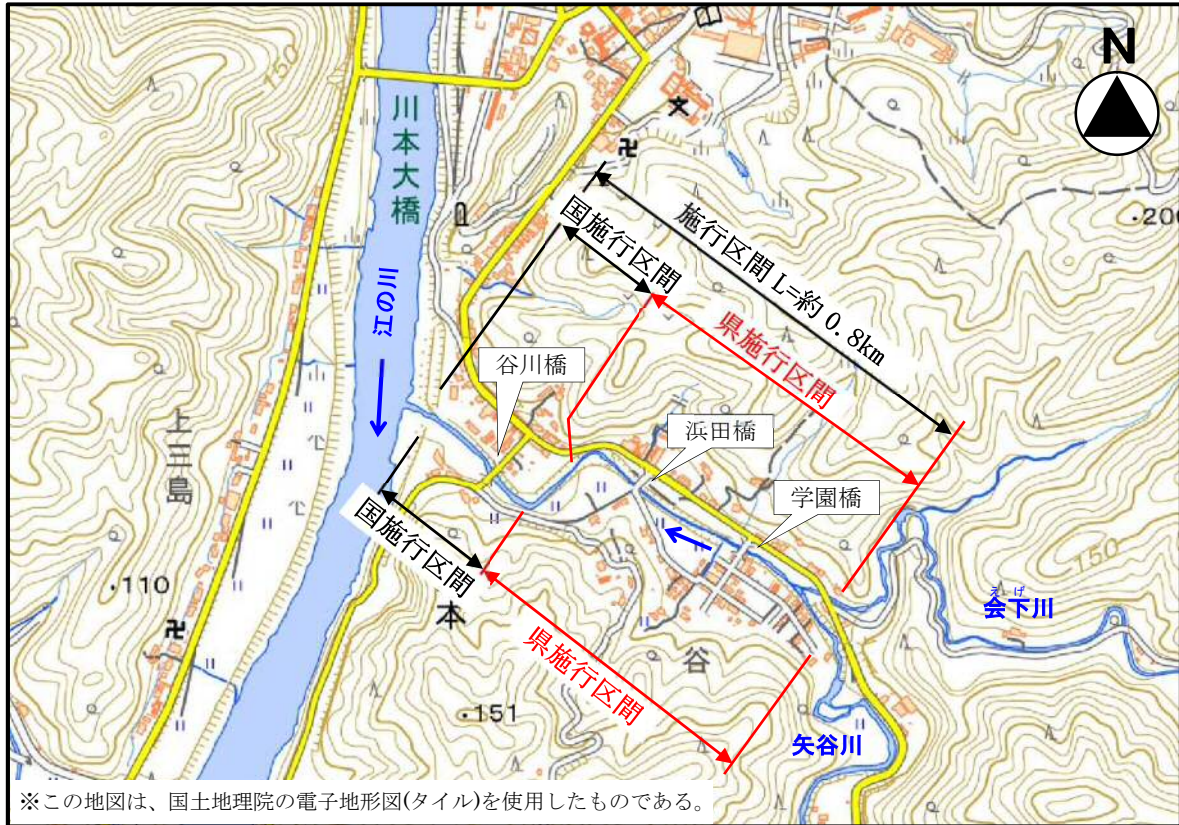 N
150
川本大橋
国施行区間
施行区間 L=約 0.8km
・200
江の川
県施行区間
谷川橋
上三島
浜田橋
学園橋
国施行区間
・110
本
150
えげ
会下川
県施行区間
谷
・151
矢谷川
※この地図は、国土地理院の電子地形図(タイル)を使用したものである。